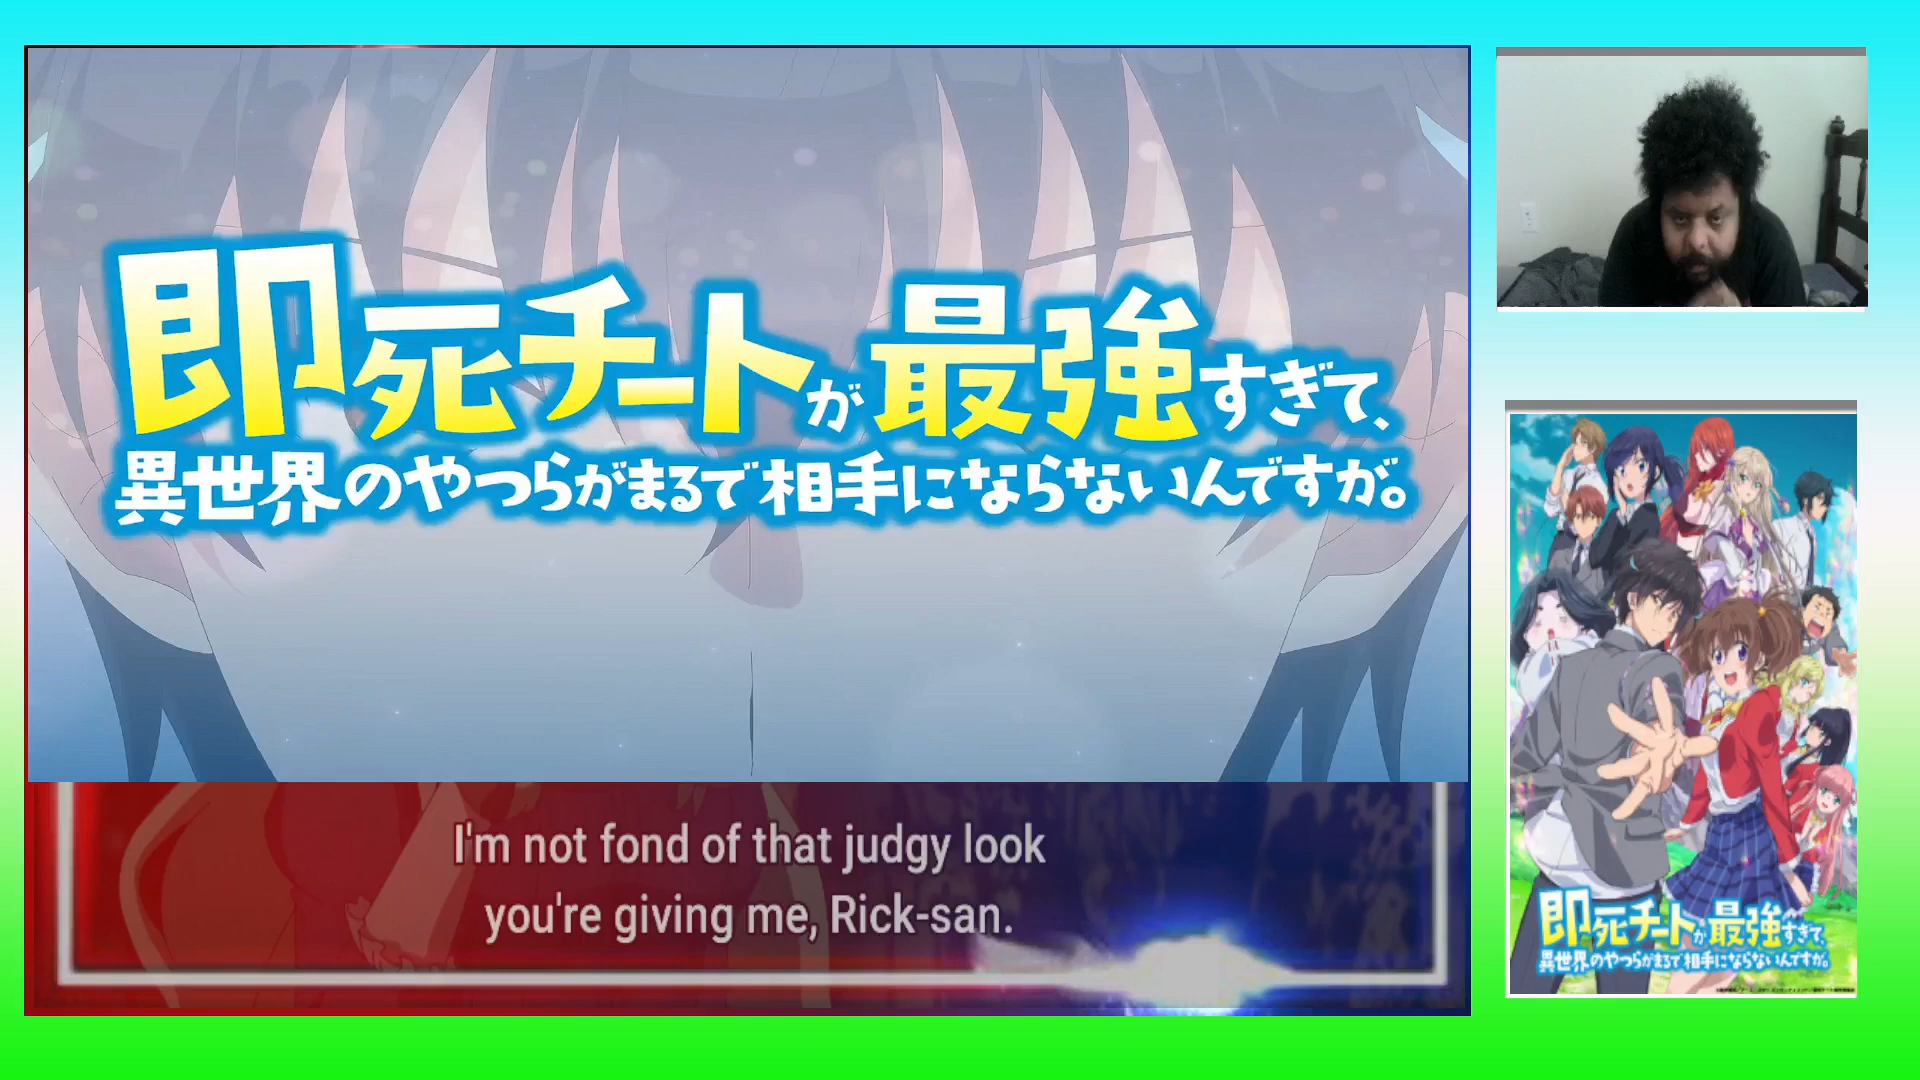 即死チートが最強すぎて、
異世界のやつらがまるで相手にならないんですが。
I'm not fond of that judgy look
you're giving me, Rick-san.
即死チートが最強すぎて、
異世界のやつらがまるで相手にならないんですが。